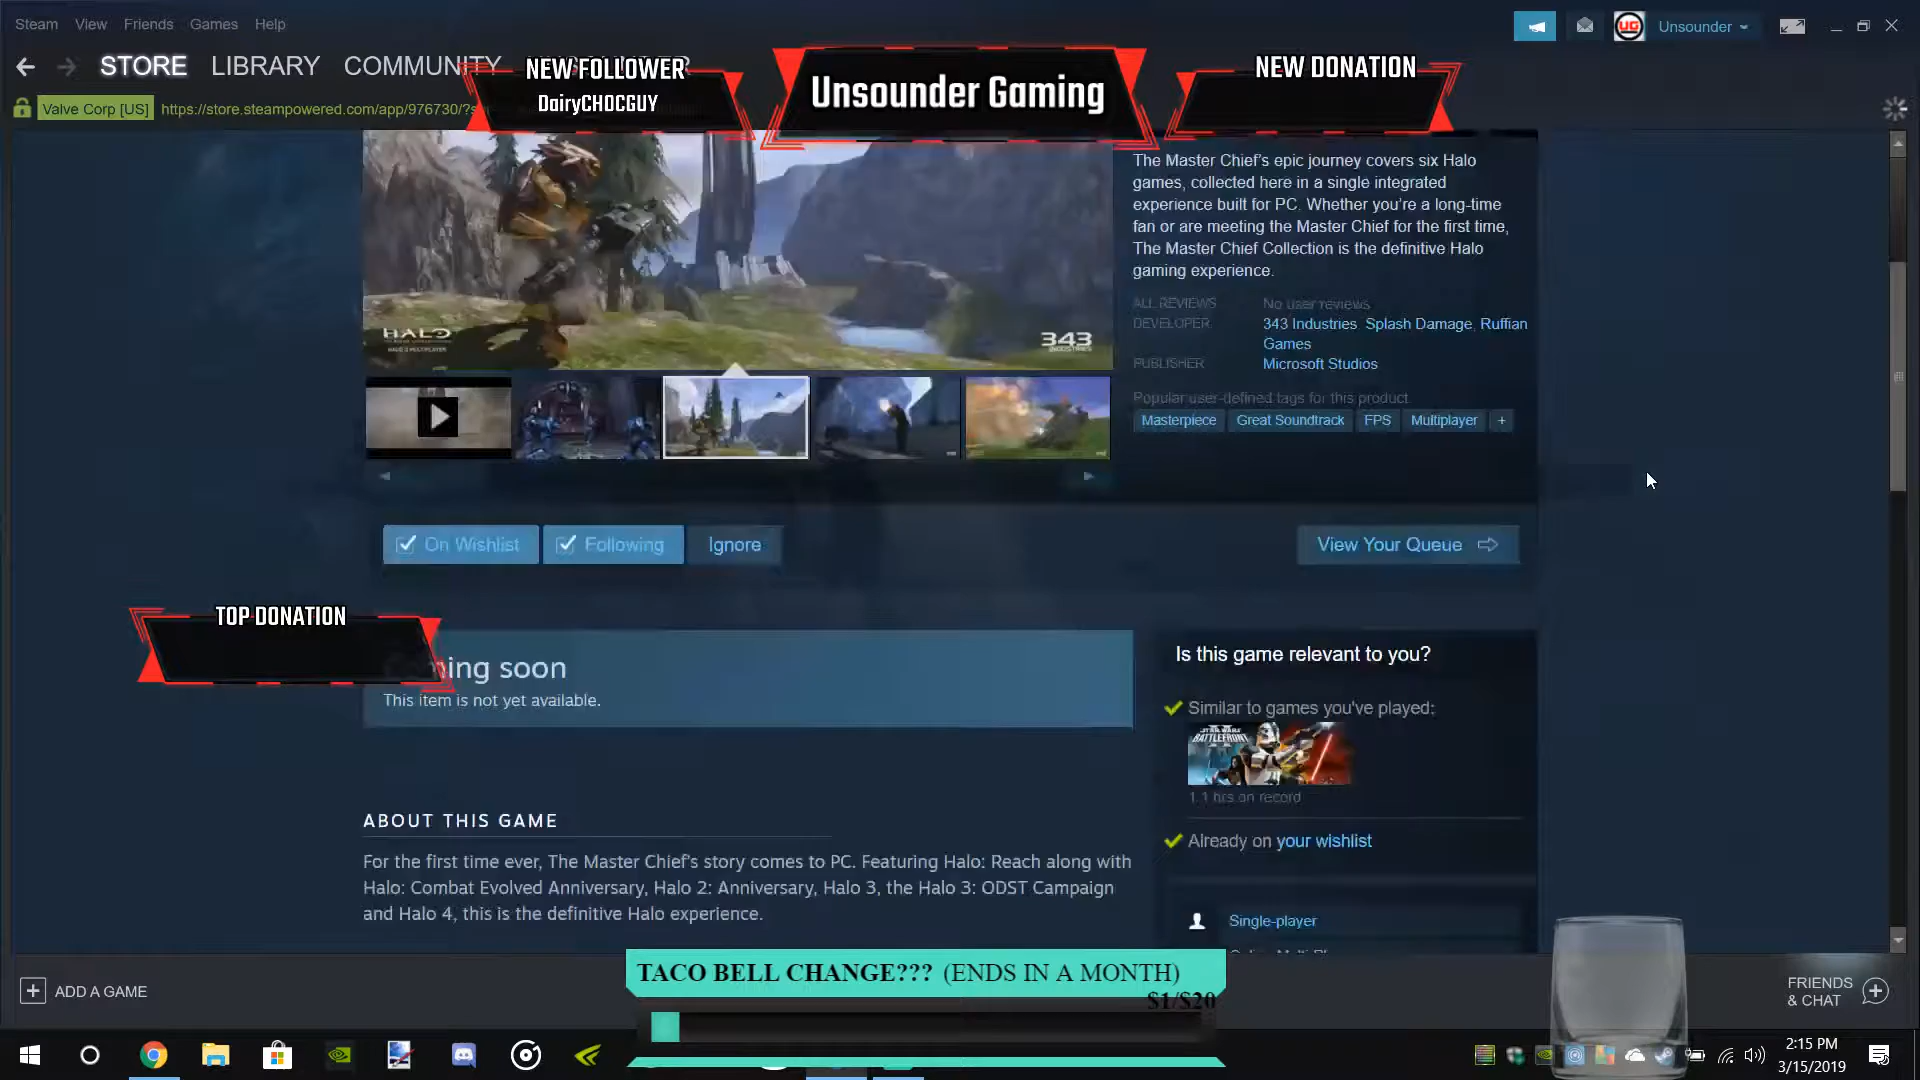 Steam View Friends Games Help
Unsounder
STORE LIBRARY COMMUNITY
NEW FOLLOWER
DairyCHOCGUY
Unsounder Gaming
NEW DONATION
Valve Corp [US] https://store.steampowered.com/app/976730/?s
The Master Chief's epic journey covers six Halo
games, collected here in a single integrated
experience built for PC. Whether you're a long-time
fan or are meeting the Master Chief for the first time,
The Master Chief Collection is the definitive Halo
gaming experience.
ALL REVIEWS No user reviews
DEVELOPER 343 Industries, Splash Damage, Ruffian
Games
PUBLISHER Microsoft Studios
Popular user-defined tags for this product
Masterpiece Great Soundtrack FPS Multiplayer +
HALO
343
INDUSTRIES
On Wishlist Following Ignore View Your Queue
TOP DONATION
ing soon
This item is not yet available.
Is this game relevant to you?
Similar to games you've played:
STAR WARS
BATTLEFRONT
II
1.1 hrs on record
Already on your wishlist
ABOUT THIS GAME
For the first time ever, The Master Chief's story comes to PC. Featuring Halo: Reach along with
Halo: Combat Evolved Anniversary, Halo 2: Anniversary, Halo 3, the Halo 3: ODST Campaign
and Halo 4, this is the definitive Halo experience.
Single-player
TACO BELL CHANGE??? (ENDS IN A MONTH)
$1/$20
ADD A GAME
FRIENDS
& CHAT
2:15 PM
3/15/2019